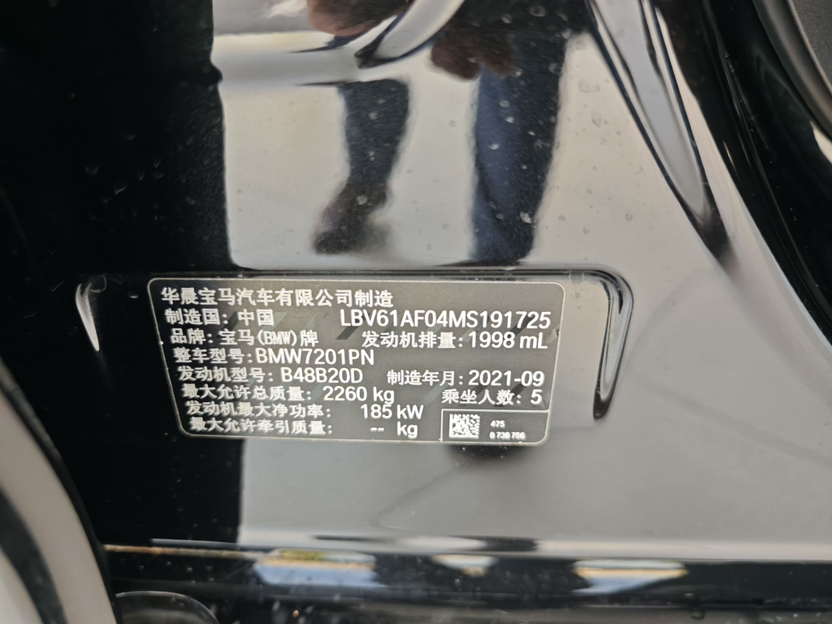 华晨宝马汽车有限公司制造
制造国: 中国 LBV61AF04MS191725
品牌: 宝马(BMW)牌 发动机排量: 1998 mL
整车型号: BMW7201PN
发动机型号: B48B20D 制造年月: 2021-09
最大允许总质量: 2260 kg 乘坐人数: 5
发动机最大净功率: 185 kW
最大允许牵引质量: -- kg
475